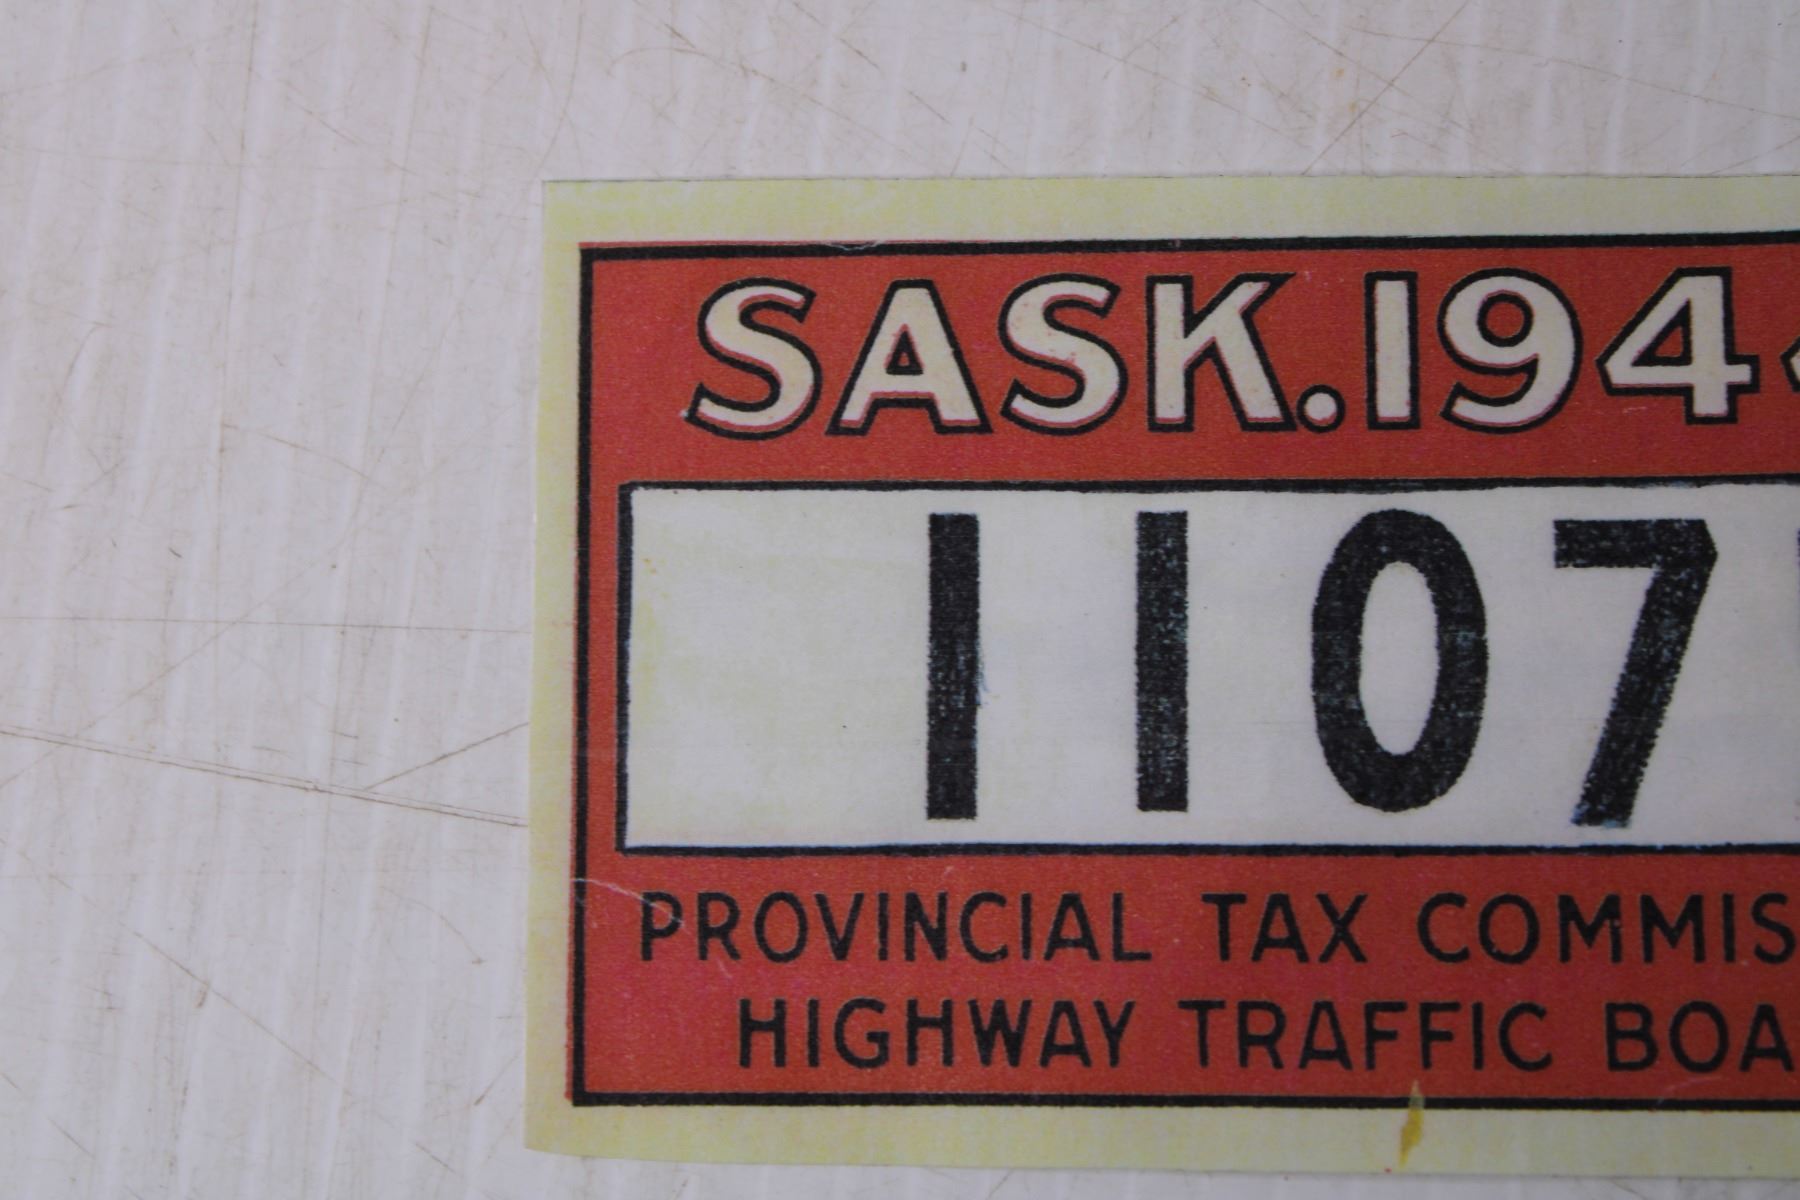 SASK.194
1107
PROVINCIAL TAX COMMIS
HIGHWAY TRAFFIC BOA